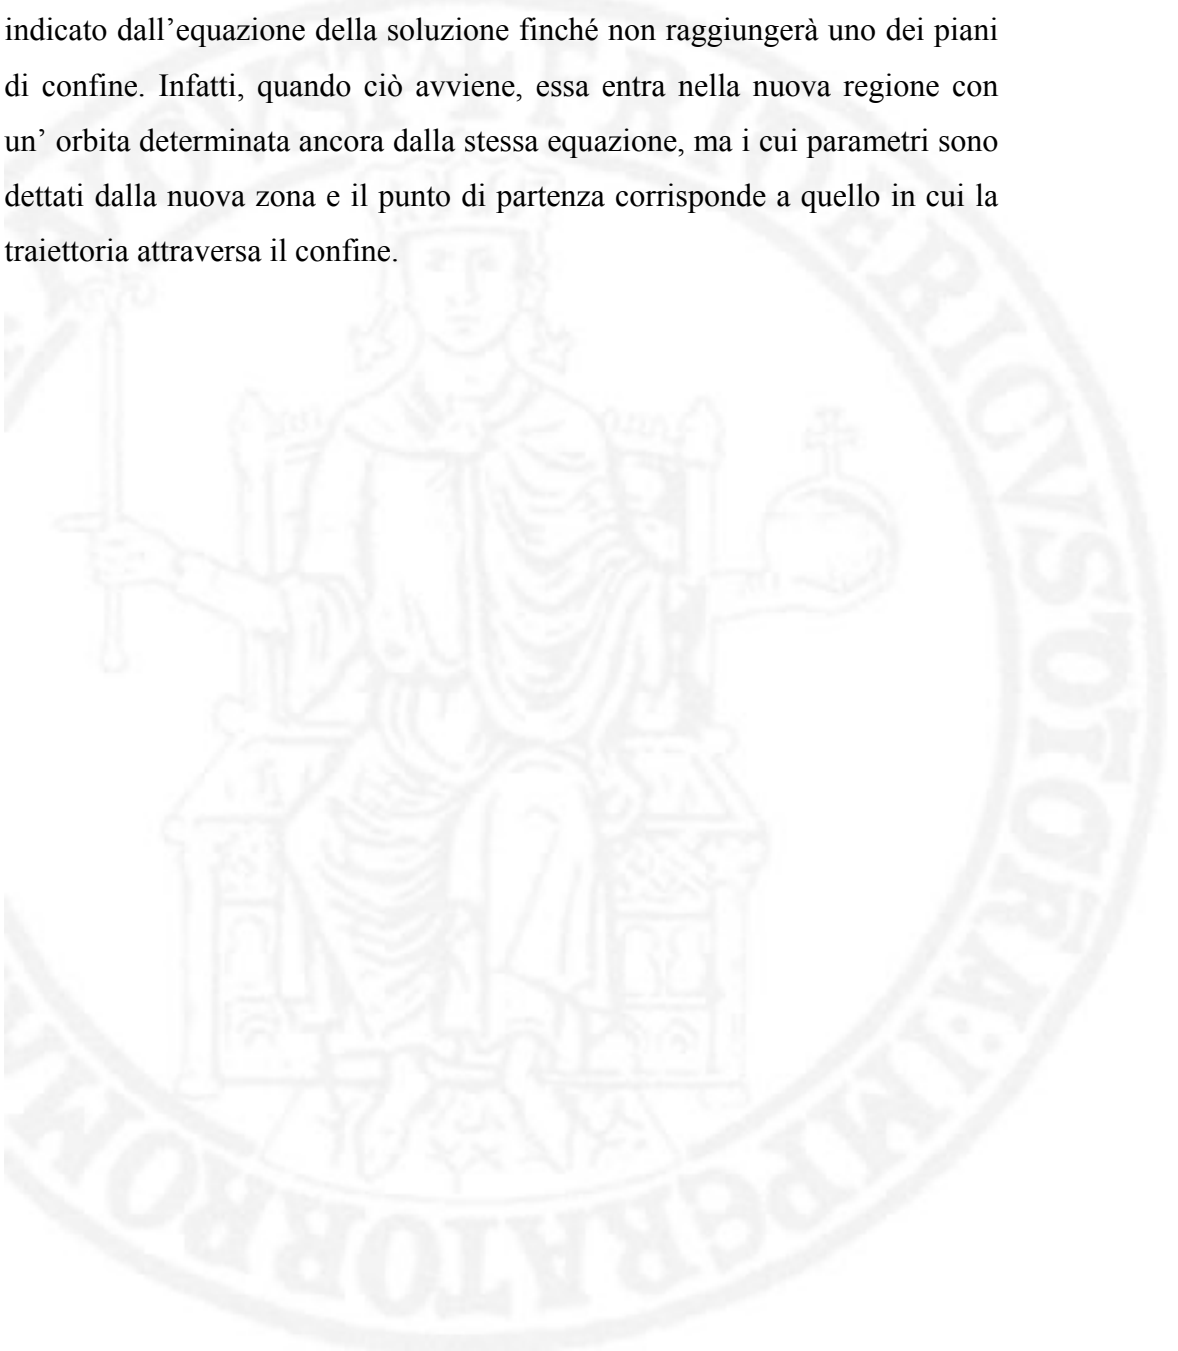 indicato dall’equazione della soluzione finché non raggiungerà uno dei piani
di confine. Infatti, quando ciò avviene, essa entra nella nuova regione con
un’ orbita determinata ancora dalla stessa equazione, ma i cui parametri sono
dettati dalla nuova zona e il punto di partenza corrisponde a quello in cui la
traiettoria attraversa il confine.